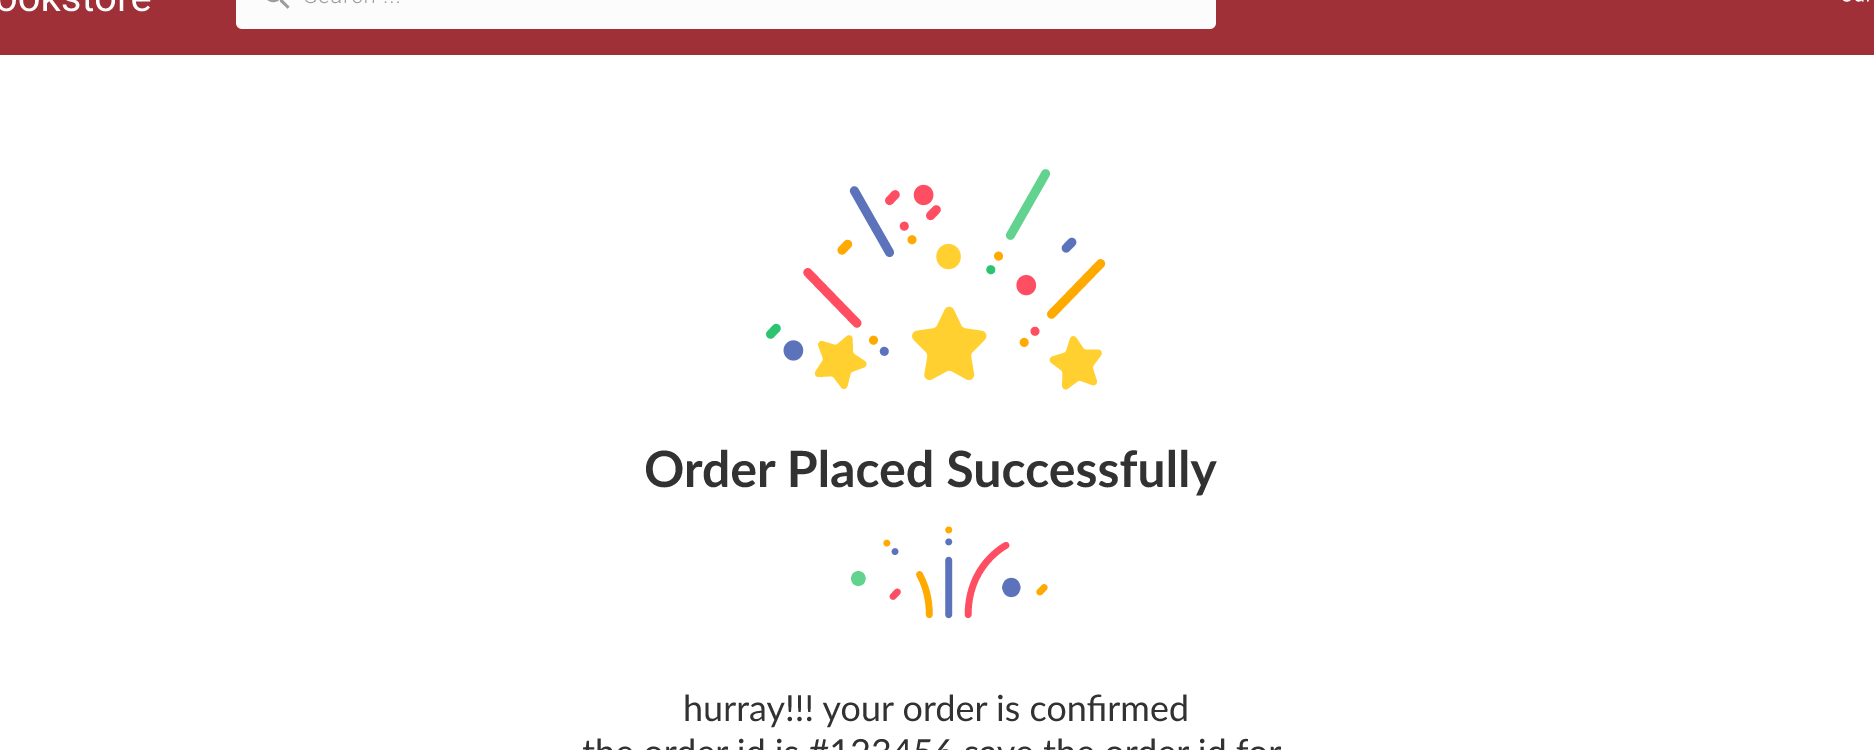 ookstore
Search ...
Order Placed Successfully
hurray!!! your order is confirmed
the order id is #123456 save the order id for